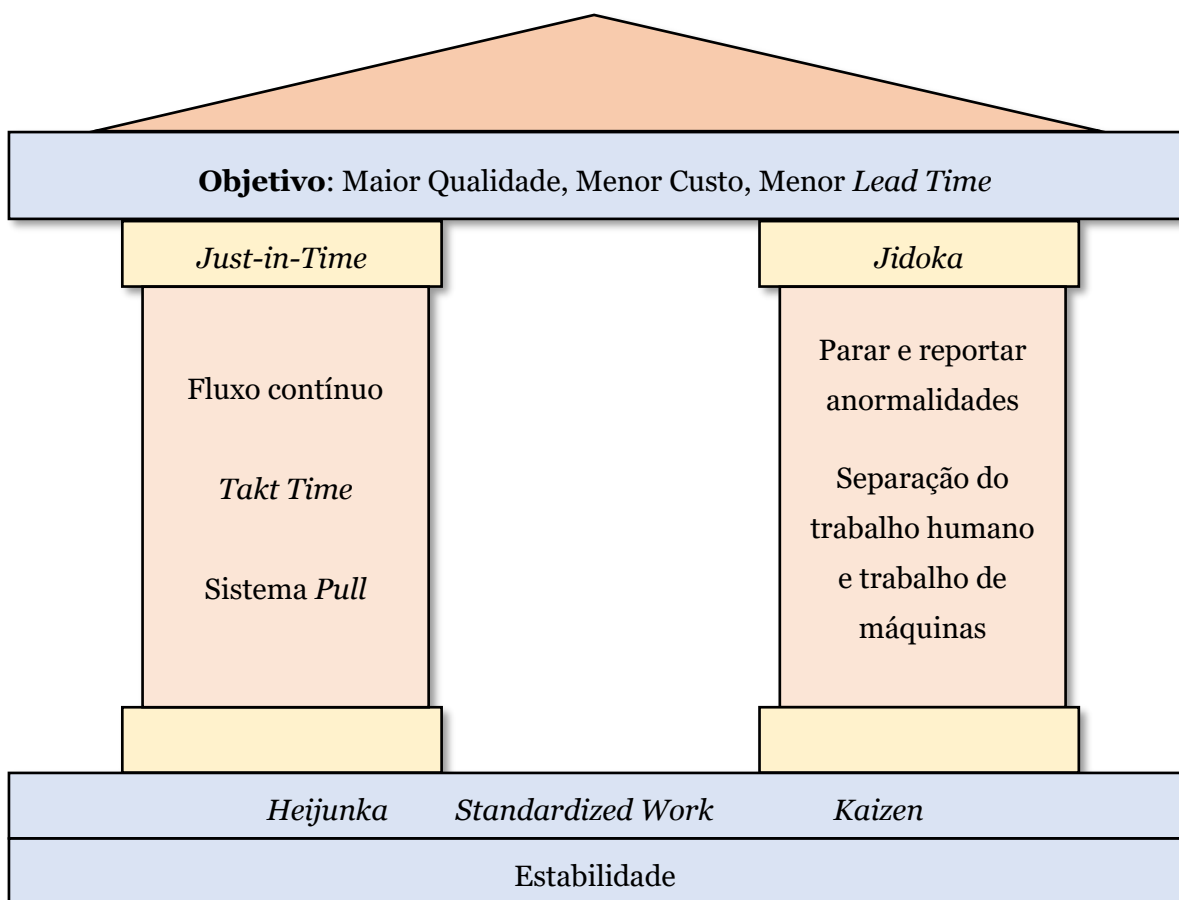 Objetivo: Maior Qualidade, Menor Custo, Menor Lead Time
Just-in-Time
Fluxo contínuo
Takt Time
Sistema Pull
Jidoka
Parar e reportar
anormalidades
Separação do
trabalho humano
e trabalho de
máquinas
Heijunka Standardized Work Kaizen
Estabilidade